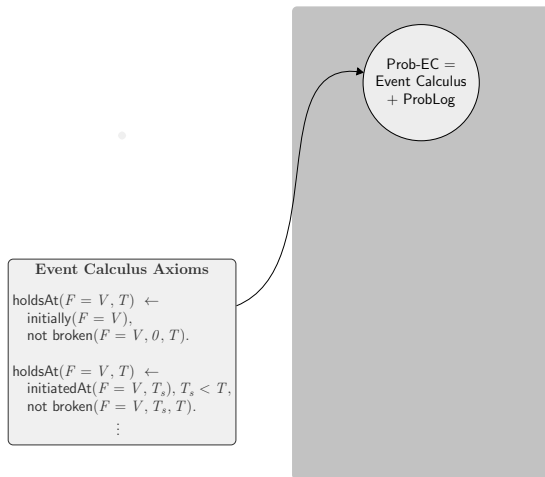 Prob-EC =
Event Calculus
+ ProbLog
Event Calculus Axioms
holdsAt(F = V, T) ←
initially(F = V),
not broken(F = V, 0, T).
holdsAt(F = V, T) ←
initiatedAt(F = V, Tₛ), Tₛ < T,
not broken(F = V, Tₛ, T).
⋮